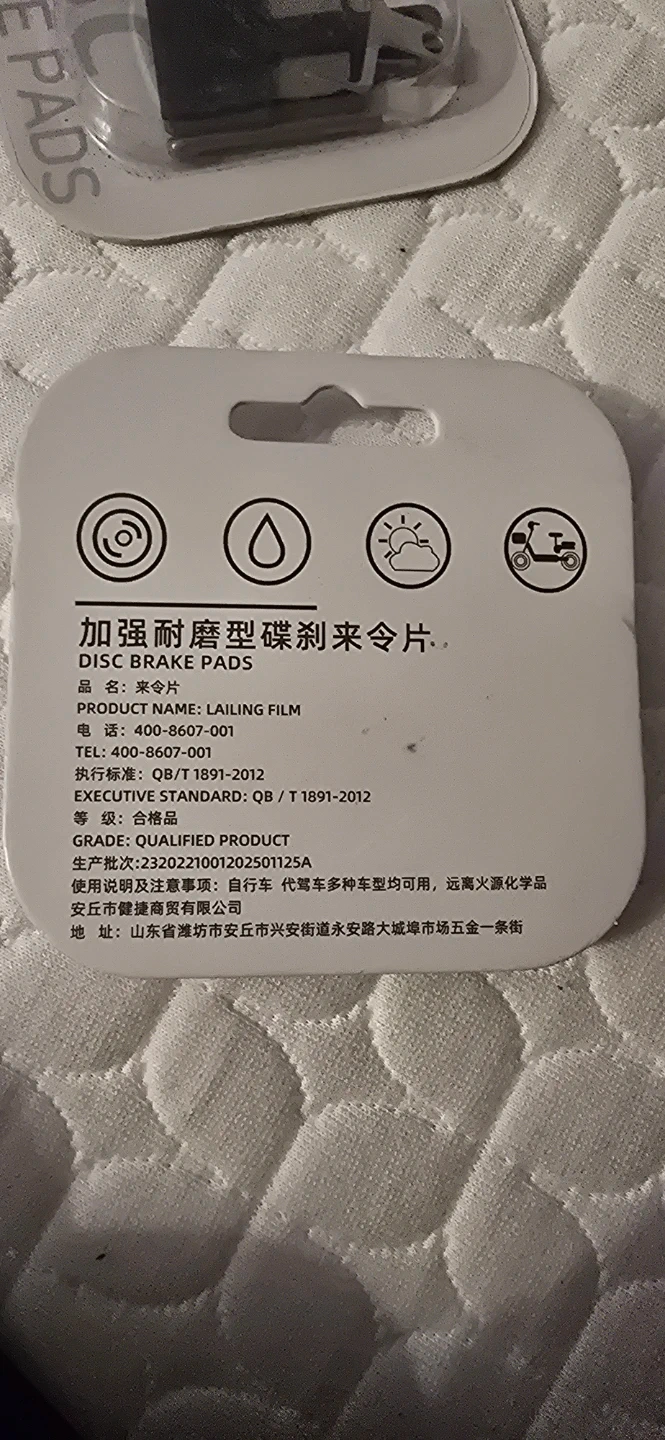 E PADS
加强耐磨型碟刹来令片
DISC BRAKE PADS
品 名：来令片
PRODUCT NAME: LAILING FILM
电 话：400-8607-001
TEL: 400-8607-001
执行标准：QB/T 1891-2012
EXECUTIVE STANDARD: QB / T 1891-2012
等 级：合格品
GRADE: QUALIFIED PRODUCT
生产批次:2320221001202501125A
使用说明及注意事项：自行车 代驾车多种车型均可用，远离火源化学品
安丘市健捷商贸有限公司
地 址：山东省潍坊市安丘市兴安街道永安路大城埠市场五金一条街